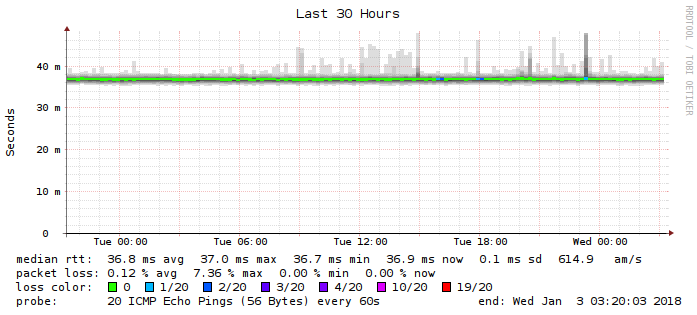 Last 30 Hours
RRDTOOL / TOBI OETIKER
Seconds
40 m
30 m
20 m
10 m
0
Tue 00:00 Tue 06:00 Tue 12:00 Tue 18:00 Wed 00:00
median rtt: 36.8 ms avg 37.0 ms max 36.7 ms min 36.9 ms now 0.1 ms sd 614.9 am/s
packet loss: 0.12 % avg 7.36 % max 0.00 % min 0.00 % now
loss color: 0 1/20 2/20 3/20 4/20 10/20 19/20
probe: 20 ICMP Echo Pings (56 Bytes) every 60s end: Wed Jan 3 03:20:03 2018